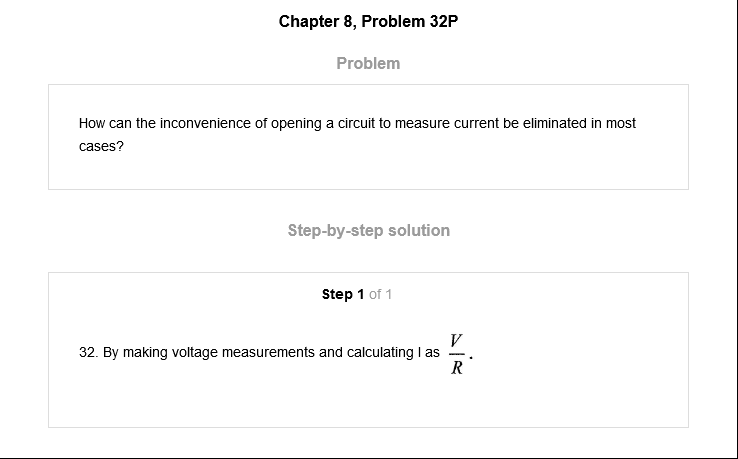 Chapter 8, Problem 32P
Problem
How can the inconvenience of opening a circuit to measure current be eliminated in most
cases?
Step-by-step solution
Step 1 of 1
32. By making voltage measurements and calculating I as V/R.